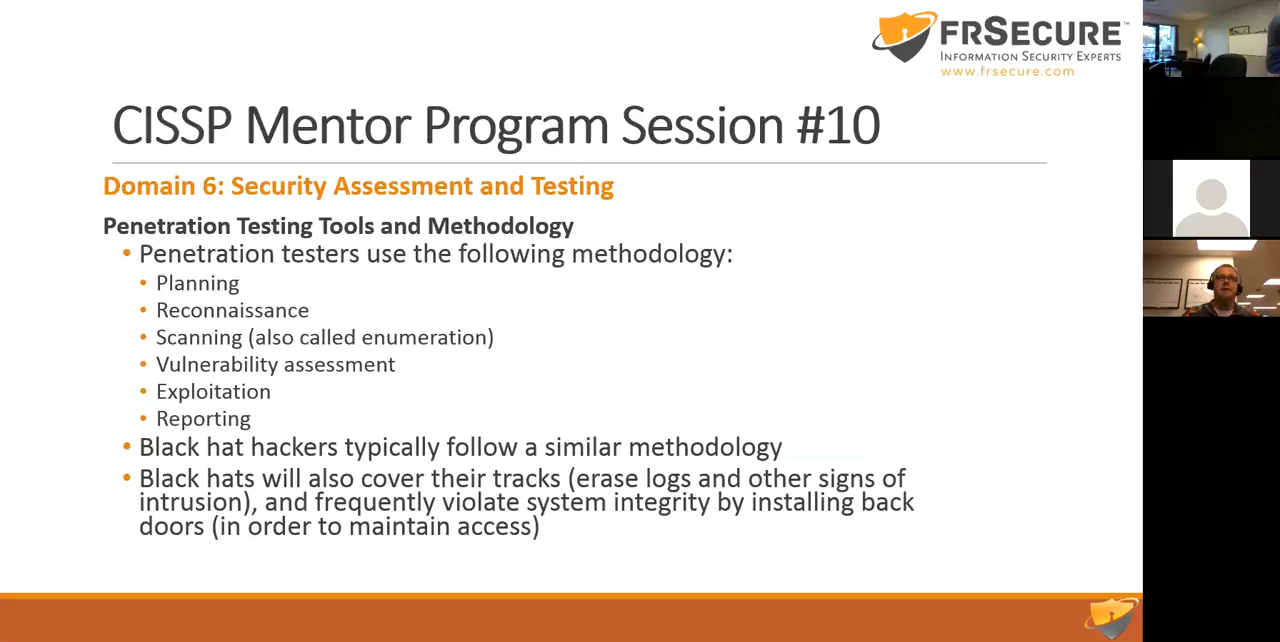 FRSECURE™
INFORMATION SECURITY EXPERTS
www.frsecure.com
CISSP Mentor Program Session #10
Domain 6: Security Assessment and Testing
Penetration Testing Tools and Methodology
• Penetration testers use the following methodology:
• Planning
• Reconnaissance
• Scanning (also called enumeration)
• Vulnerability assessment
• Exploitation
• Reporting
• Black hat hackers typically follow a similar methodology
• Black hats will also cover their tracks (erase logs and other signs of
intrusion), and frequently violate system integrity by installing back
doors (in order to maintain access)